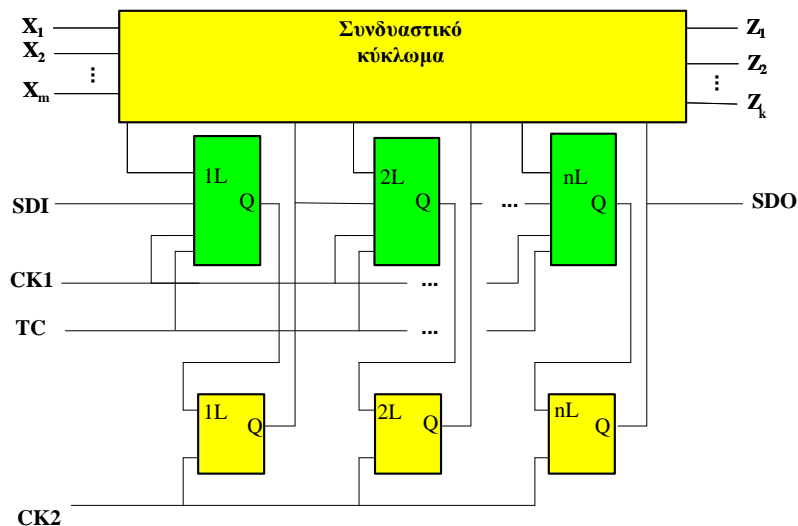 X1
X2
...
Xm
Συνδυαστικό
κύκλωμα
Z1
Z2
...
Zk
1L
Q
2L
Q
...
nL
Q
SDI
SDO
CK1
...
TC
...
1L
Q
2L
Q
nL
Q
CK2